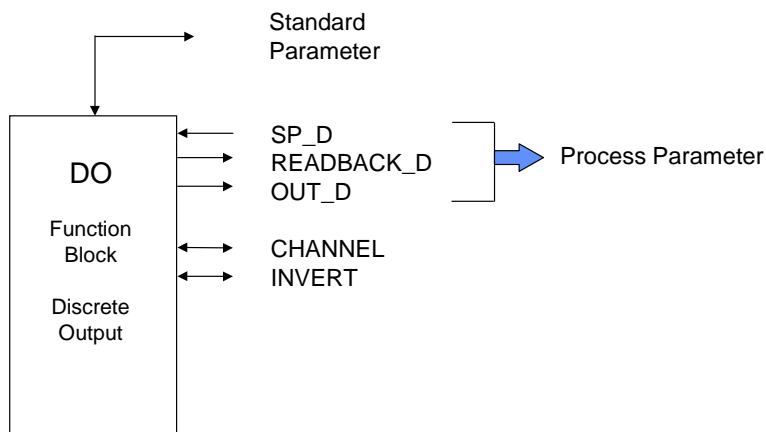 Standard
Parameter
SP_D
READBACK_D
OUT_D
Process Parameter
DO
Function
Block
CHANNEL
INVERT
Discrete
Output